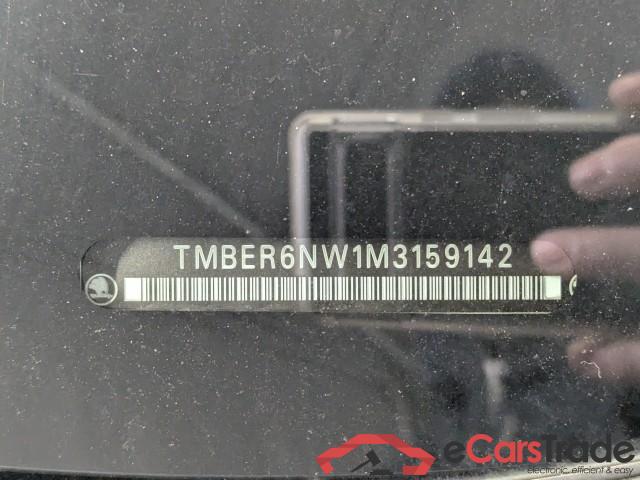 TMBER6NW1M3159142
eCarsTrade
electronic, efficient & easy